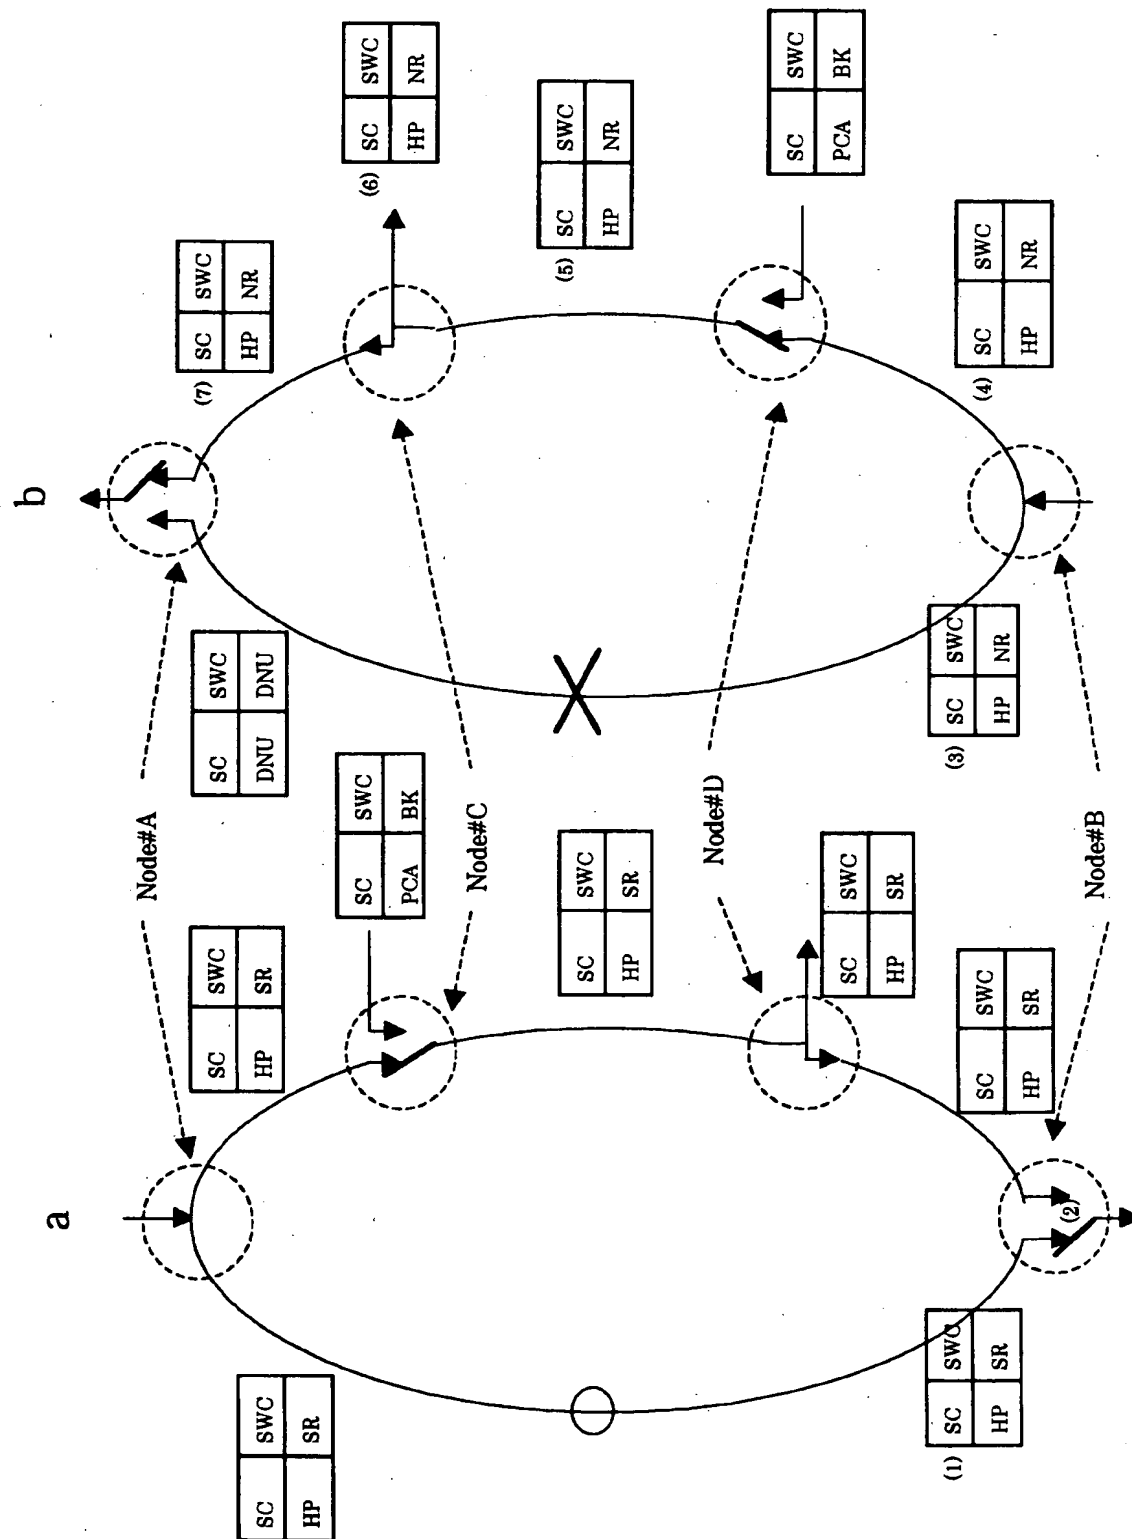 b
a
(7)
SC SWC
HP NR
(6)
SC SWC
HP NR
(5)
SC SWC
HP NR
SC SWC
PCA BK
(4)
SC SWC
HP NR
SC SWC
DNU DNU
(3)
SC SWC
HP NR
Node#A
Node#C
Node#D
Node#B
SC SWC
PCA BK
SC SWC
HP SR
SC SWC
HP SR
SC SWC
HP SR
SC SWC
HP SR
(2)
SC SWC
HP SR
(1)
SC SWC
HP SR